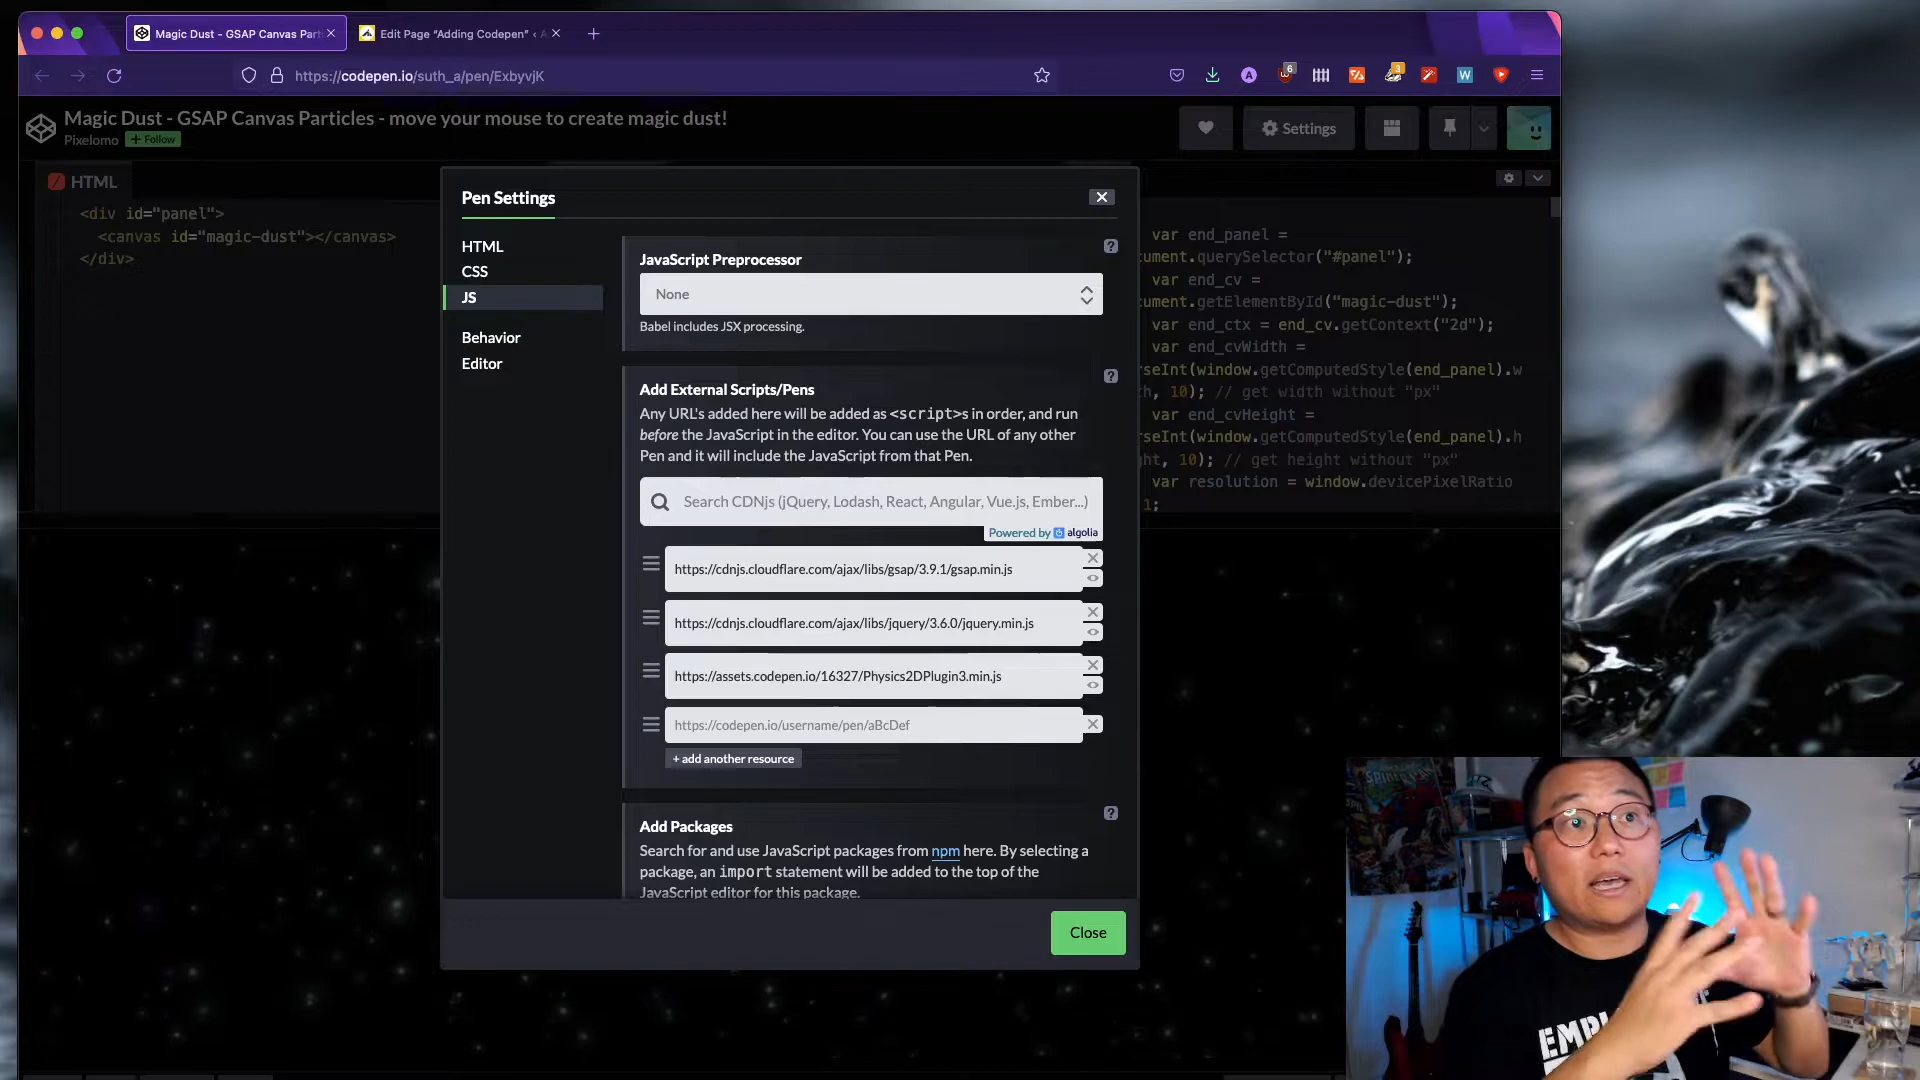 Magic Dust - GSAP Canvas Parti
Edit Page "Adding Codepen" ‹ A
https://codepen.io/suth_a/pen/ExbyvjK
6
3
A
W
Magic Dust - GSAP Canvas Particles - move your mouse to create magic dust!
Pixelomo
+ Follow
Settings
HTML
<div id="panel">
<canvas id="magic-dust"></canvas>
</div>
Pen Settings
HTML
CSS
JS
Behavior
Editor
JavaScript Preprocessor
?
None
Babel includes JSX processing.
Add External Scripts/Pens
?
Any URL's added here will be added as <script>s in order, and run
before the JavaScript in the editor. You can use the URL of any other
Pen and it will include the JavaScript from that Pen.
Search CDNjs (jQuery, Lodash, React, Angular, Vue.js, Ember...)
Powered by algolia
https://cdnjs.cloudflare.com/ajax/libs/gsap/3.9.1/gsap.min.js
https://cdnjs.cloudflare.com/ajax/libs/jquery/3.6.0/jquery.min.js
https://assets.codepen.io/16327/Physics2DPlugin3.min.js
https://codepen.io/username/pen/aBcDef
+ add another resource
Add Packages
?
Search for and use JavaScript packages from npm here. By selecting a
package, an import statement will be added to the top of the
JavaScript editor for this package.
Close
var end_panel =
cument.querySelector("#panel");
var end_cv =
cument.getElementById("magic-dust");
var end_ctx = end_cv.getContext("2d");
var end_cvWidth =
rseInt(window.getComputedStyle(end_panel).w
th, 10); // get width without "px"
var end_cvHeight =
rseInt(window.getComputedStyle(end_panel).h
ght, 10); // get height without "px"
var resolution = window.devicePixelRatio
1;